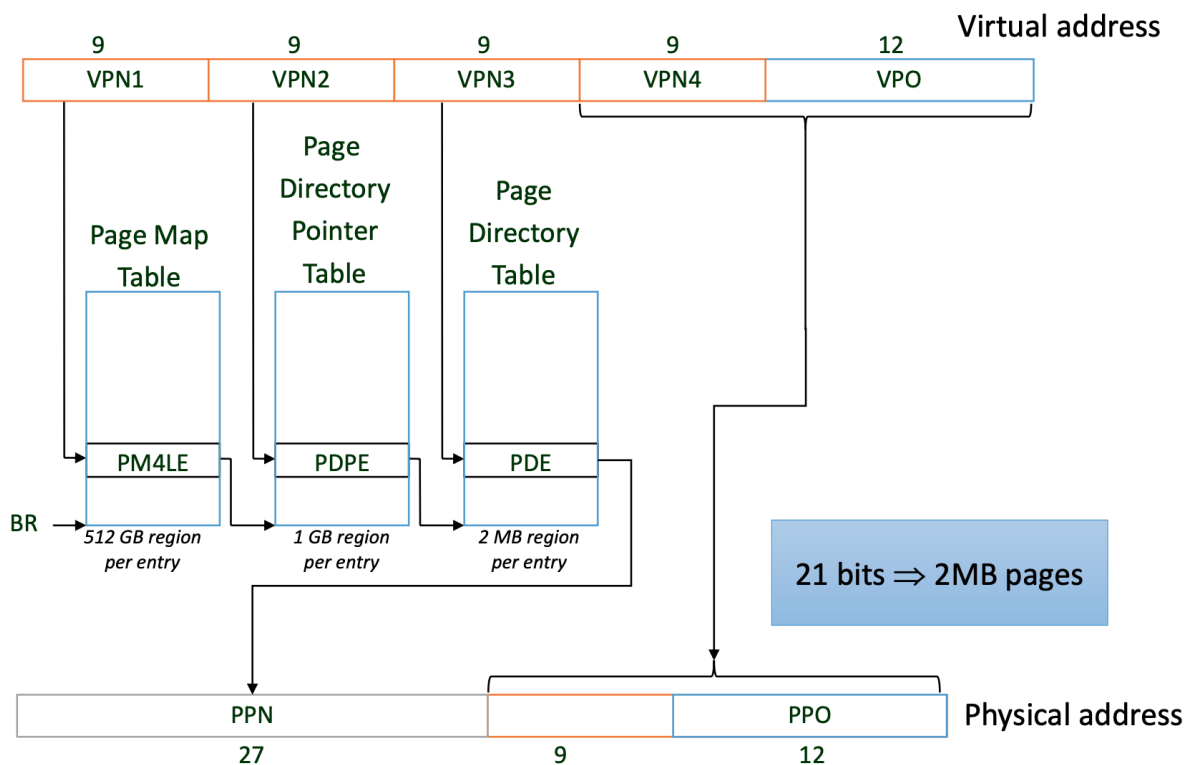 Virtual address
9
9
9
9
12
VPN1
VPN2
VPN3
VPN4
VPO
Page Map
Table
Page
Directory
Pointer
Table
Page
Directory
Table
PM4LE
PDPE
PDE
BR
512 GB region
per entry
1 GB region
per entry
2 MB region
per entry
21 bits ⇒ 2MB pages
PPN
PPO
Physical address
27
9
12